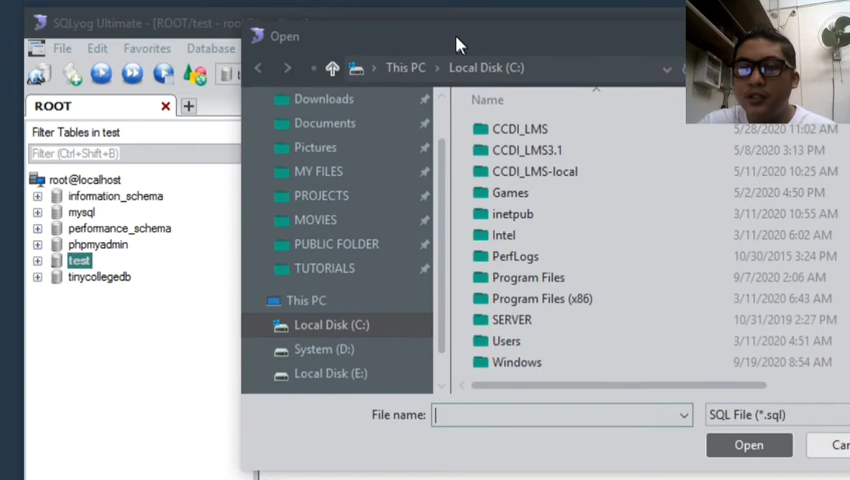 SQLyog Ultimate - [ROOT/test - roo
File Edit Favorites Database
ROOT
Filter Tables in test
Filter (Ctrl+Shift+B)
root@localhost
information_schema
mysql
performance_schema
phpmyadmin
test
tinycollegedb
Open
This PC Local Disk (C:)
Downloads
Documents
Pictures
MY FILES
PROJECTS
MOVIES
PUBLIC FOLDER
TUTORIALS
This PC
Local Disk (C:)
System (D:)
Local Disk (E:)
Name
CCDI_LMS 5/28/2020 11:02 AM
CCDI_LMS3.1 5/8/2020 3:13 PM
CCDI_LMS-local 5/11/2020 10:25 AM
Games 5/2/2020 4:50 PM
inetpub 3/11/2020 10:55 AM
Intel 3/11/2020 6:02 AM
PerfLogs 10/30/2015 3:24 PM
Program Files 9/7/2020 2:06 AM
Program Files (x86) 3/11/2020 6:43 AM
SERVER 10/31/2019 2:27 PM
Users 3/11/2020 4:51 AM
Windows 9/19/2020 8:54 AM
File name: SQL File (*.sql)
Open Can